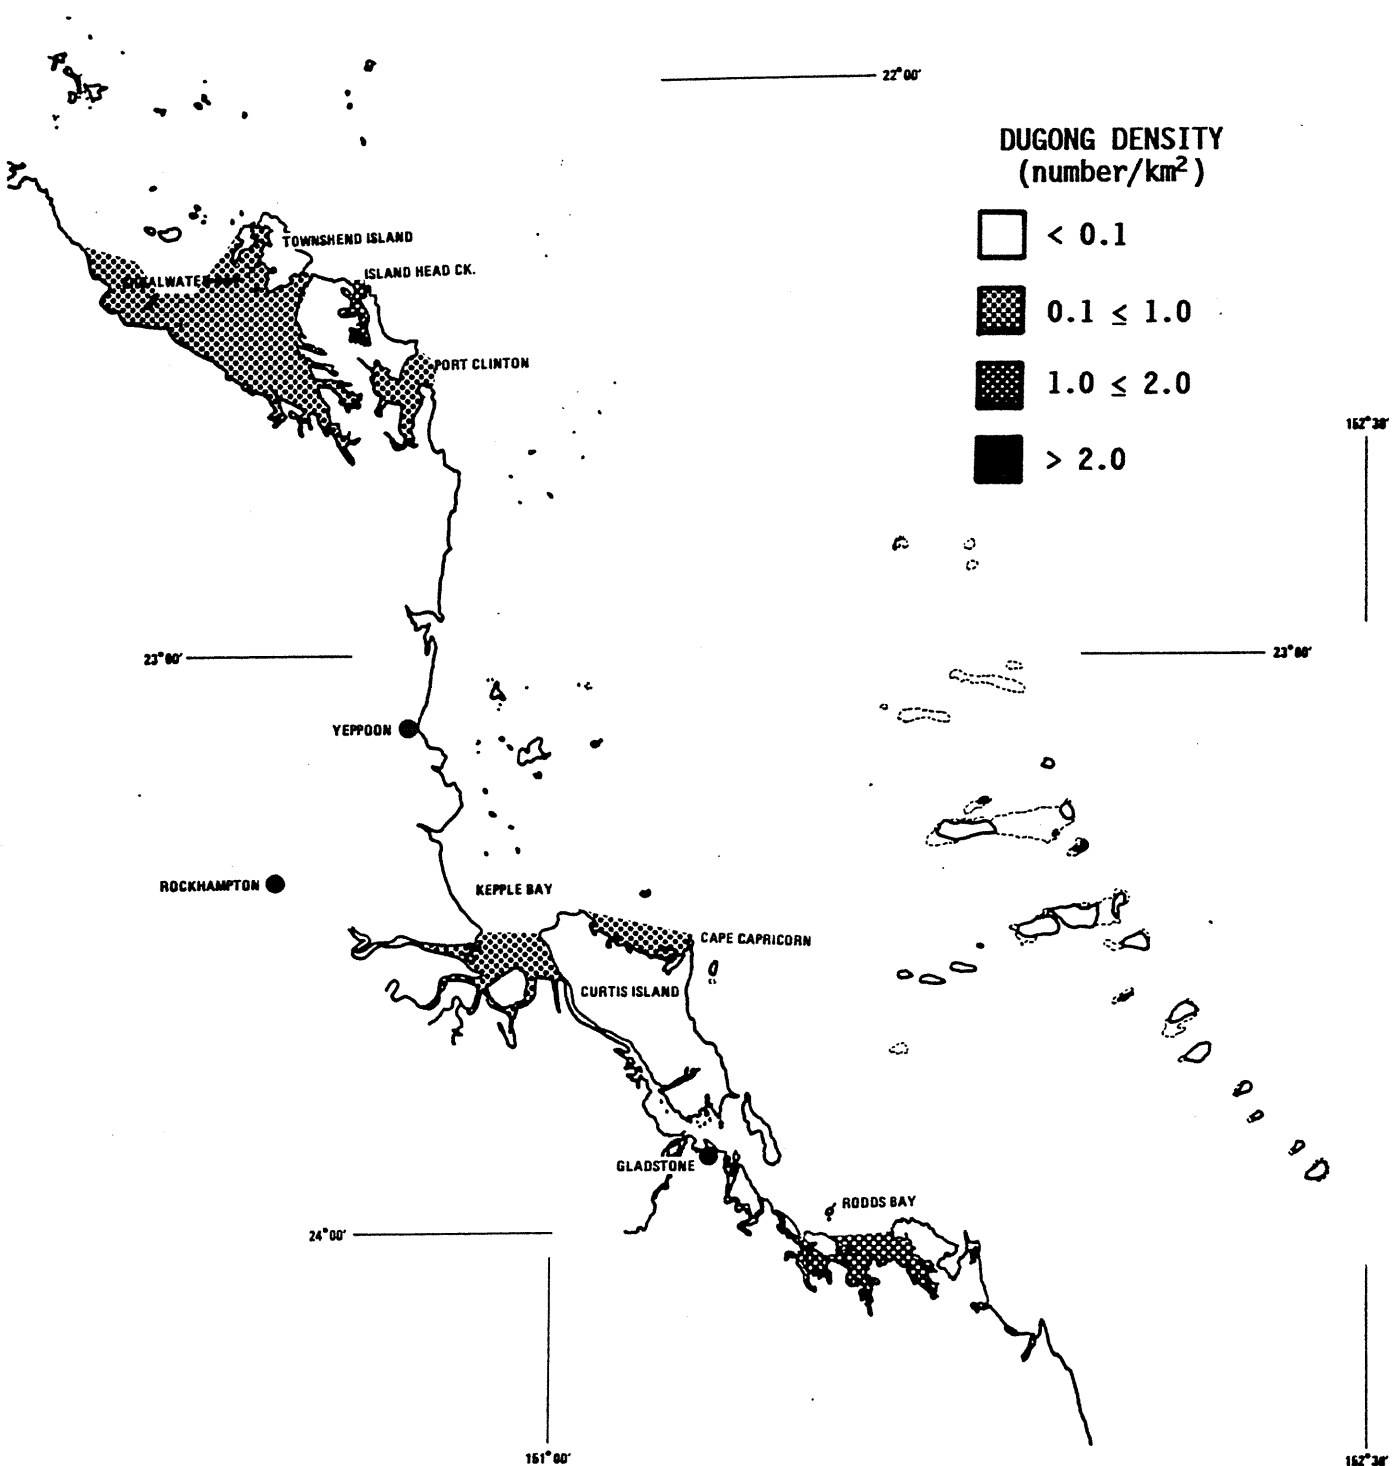 22°00'
DUGONG DENSITY
(number/km²)
< 0.1
0.1 ≤ 1.0
1.0 ≤ 2.0
> 2.0
TOWNSHEND ISLAND
ISLAND HEAD CK.
PORT CLINTON
152°30'
23°00'
23°00'
YEPPOON
ROCKHAMPTON
KEPPLE BAY
CAPE CAPRICORN
CURTIS ISLAND
GLADSTONE
RODDS BAY
24°00'
151°00'
152°30'